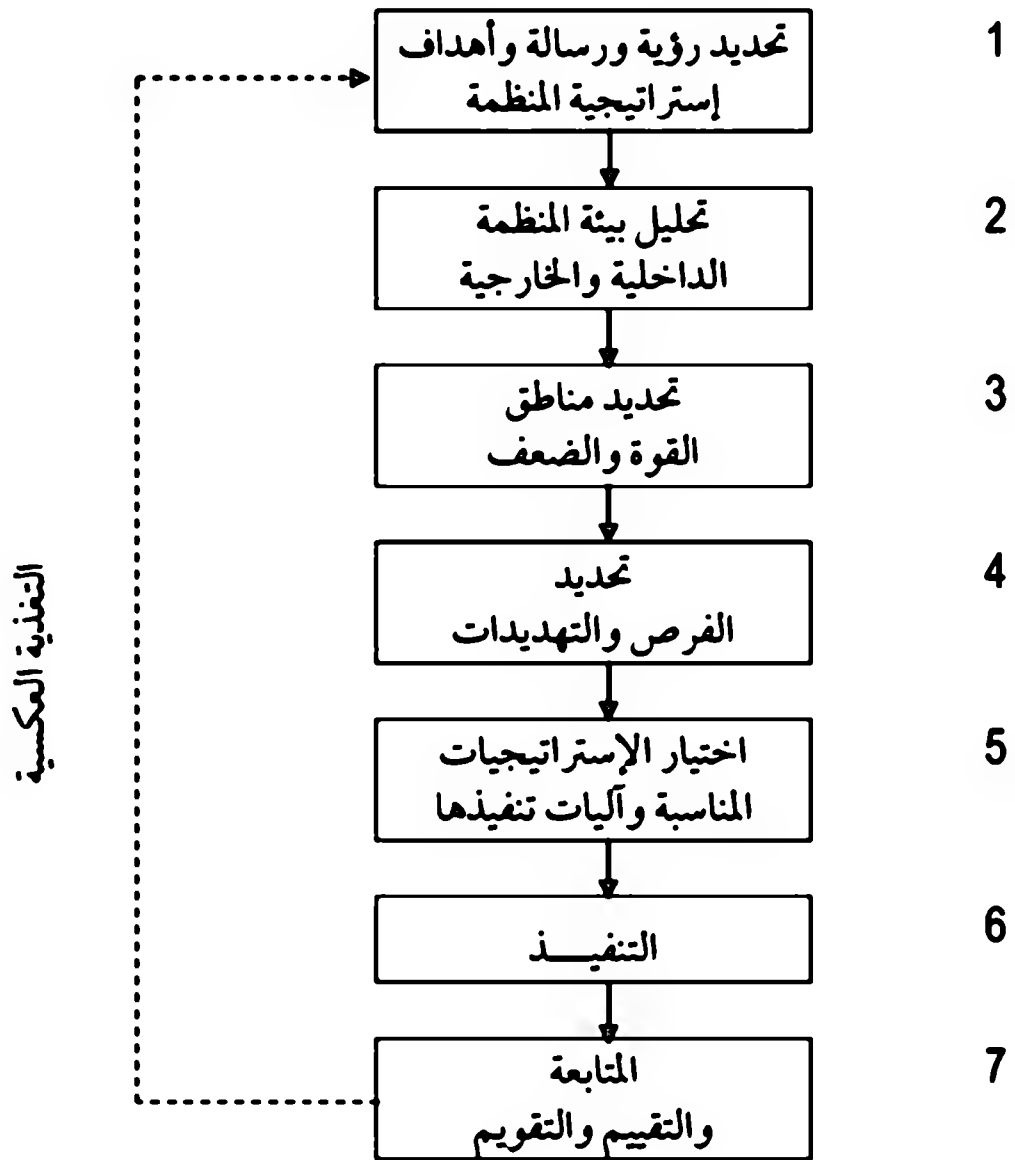 تحديد رؤية ورسالة وأهداف
إستراتيجية المنظمة
1
تحليل بيئة المنظمة
الداخلية والخارجية
2
تحديد مناطق
القوة والضعف
3
تحديد
الفرص والتهديدات
4
اختيار الإستراتيجيات
المناسبة وآليات تنفيذها
5
التنفيـــذ
6
المتابعة
والتقييم والتقويم
7
التغذية العكسية